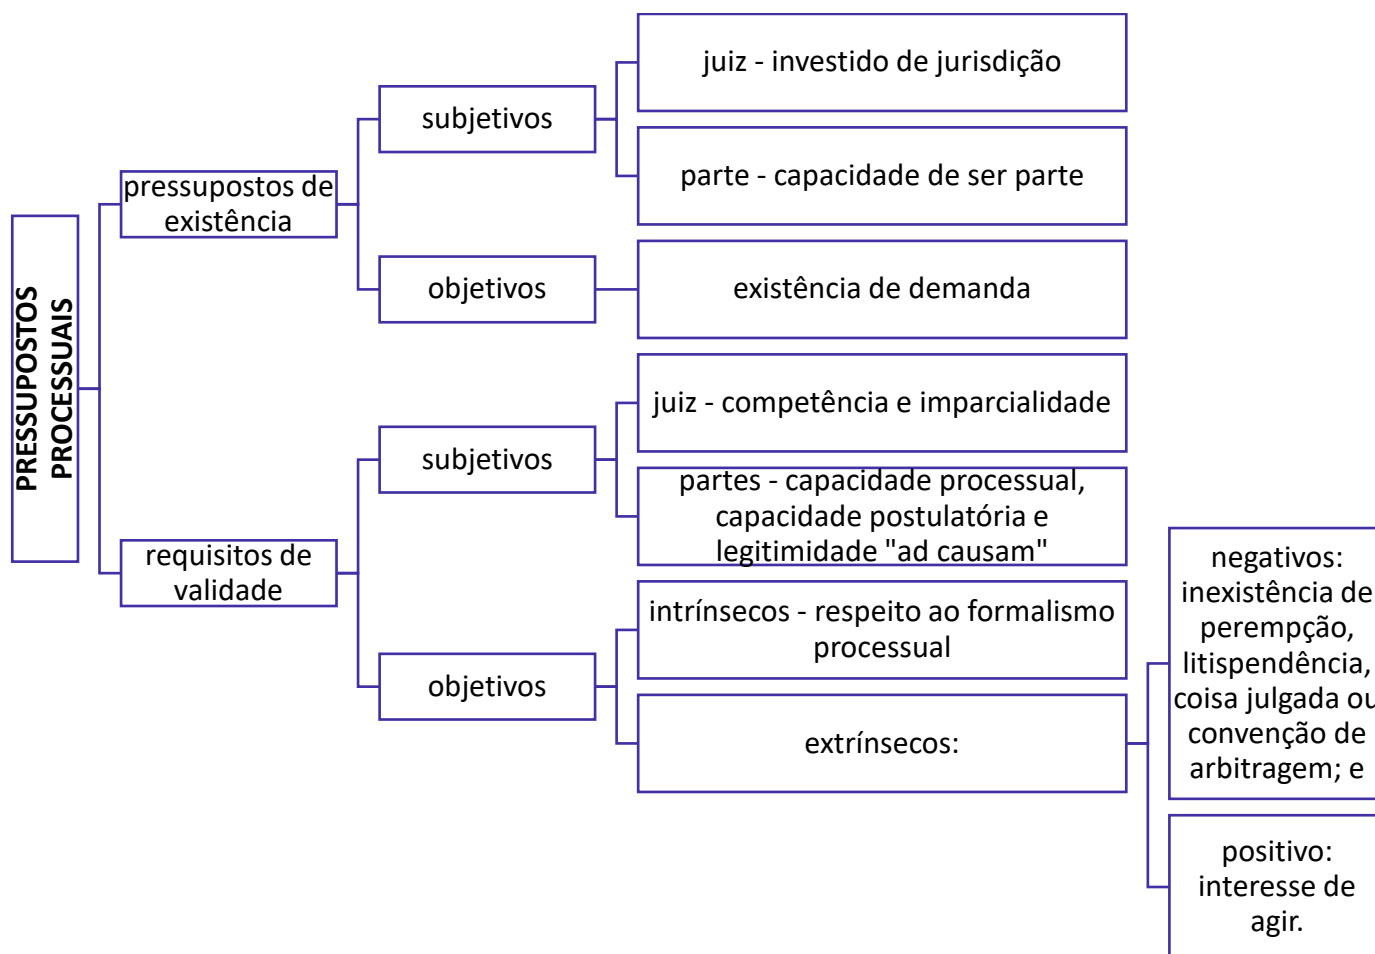 PRESSUPOSTOS
PROCESSUAIS
pressupostos de
existência
subjetivos
juiz - investido de jurisdição
parte - capacidade de ser parte
objetivos
existência de demanda
requisitos de
validade
subjetivos
juiz - competência e imparcialidade
partes - capacidade processual,
capacidade postulatória e
legitimidade "ad causam"
objetivos
intrínsecos - respeito ao formalismo
processual
extrínsecos:
negativos:
inexistência de
perempção,
litispendência,
coisa julgada ou
convenção de
arbitragem; e
positivo:
interesse de
agir.